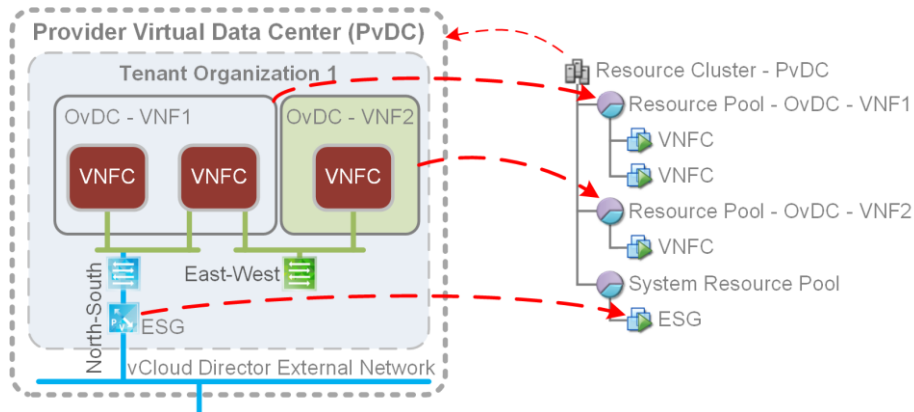 Provider Virtual Data Center (PvDC)
Tenant Organization 1
OvDC - VNF1
OvDC - VNF2
VNFC
VNFC
VNFC
North-South
East-West
ESG
vCloud Director External Network
Resource Cluster - PvDC
Resource Pool - OvDC - VNF1
VNFC
VNFC
Resource Pool - OvDC - VNF2
VNFC
System Resource Pool
ESG